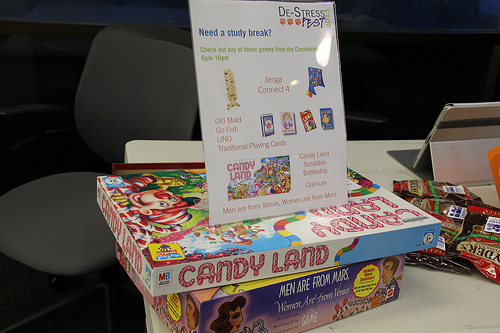 DE-STRESS
FEST
Need a study break?
Check out any of these games from the Circulation
6pm-10pm
Jenga
Connect 4
Old Maid
Go Fish
UNO
Traditional Playing Cards
CANDY
LAND
Candy Land
Scrabble
Battleship
Cranium
Men are from Venus, Women are from Mars
CANDY LAND
MB
CANDY LAND
MEN ARE FROM MARS
Women Are from Venus
GAME